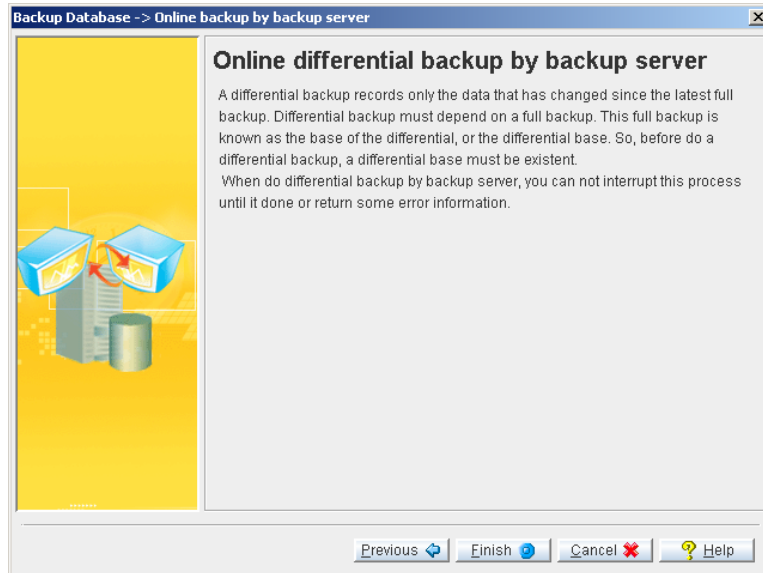 Backup Database -> Online backup by backup server
Online differential backup by backup server
A differential backup records only the data that has changed since the latest full
backup. Differential backup must depend on a full backup. This full backup is
known as the base of the differential, or the differential base. So, before do a
differential backup, a differential base must be existent.
When do differential backup by backup server, you can not interrupt this process
until it done or return some error information.
Previous Finish Cancel Help